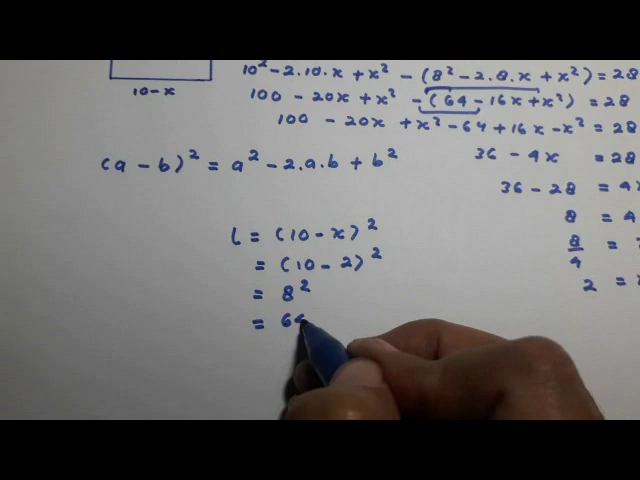 10 - x
10² - 2.10.x + x² - (8² - 2.8.x + x²) = 28
100 - 20x + x² - (64 - 16x + x²) = 28
100 - 20x + x² - 64 + 16x - x² = 28
36 - 4x = 28
36 - 28 = 4
8 = 4
8/4 =
2 =
(a - b)² = a² - 2.a.b + b²
L = (10 - x)²
= (10 - 2)²
= 8²
= 64